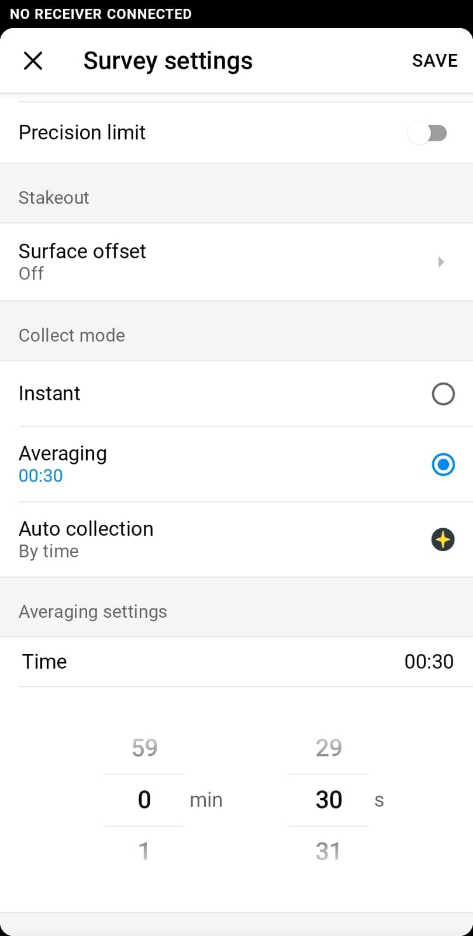 NO RECEIVER CONNECTED
Survey settings
SAVE
Precision limit
Stakeout
Surface offset
Off
Collect mode
Instant
Averaging
00:30
Auto collection
By time
Averaging settings
Time 00:30
59 29
0 min 30 s
1 31